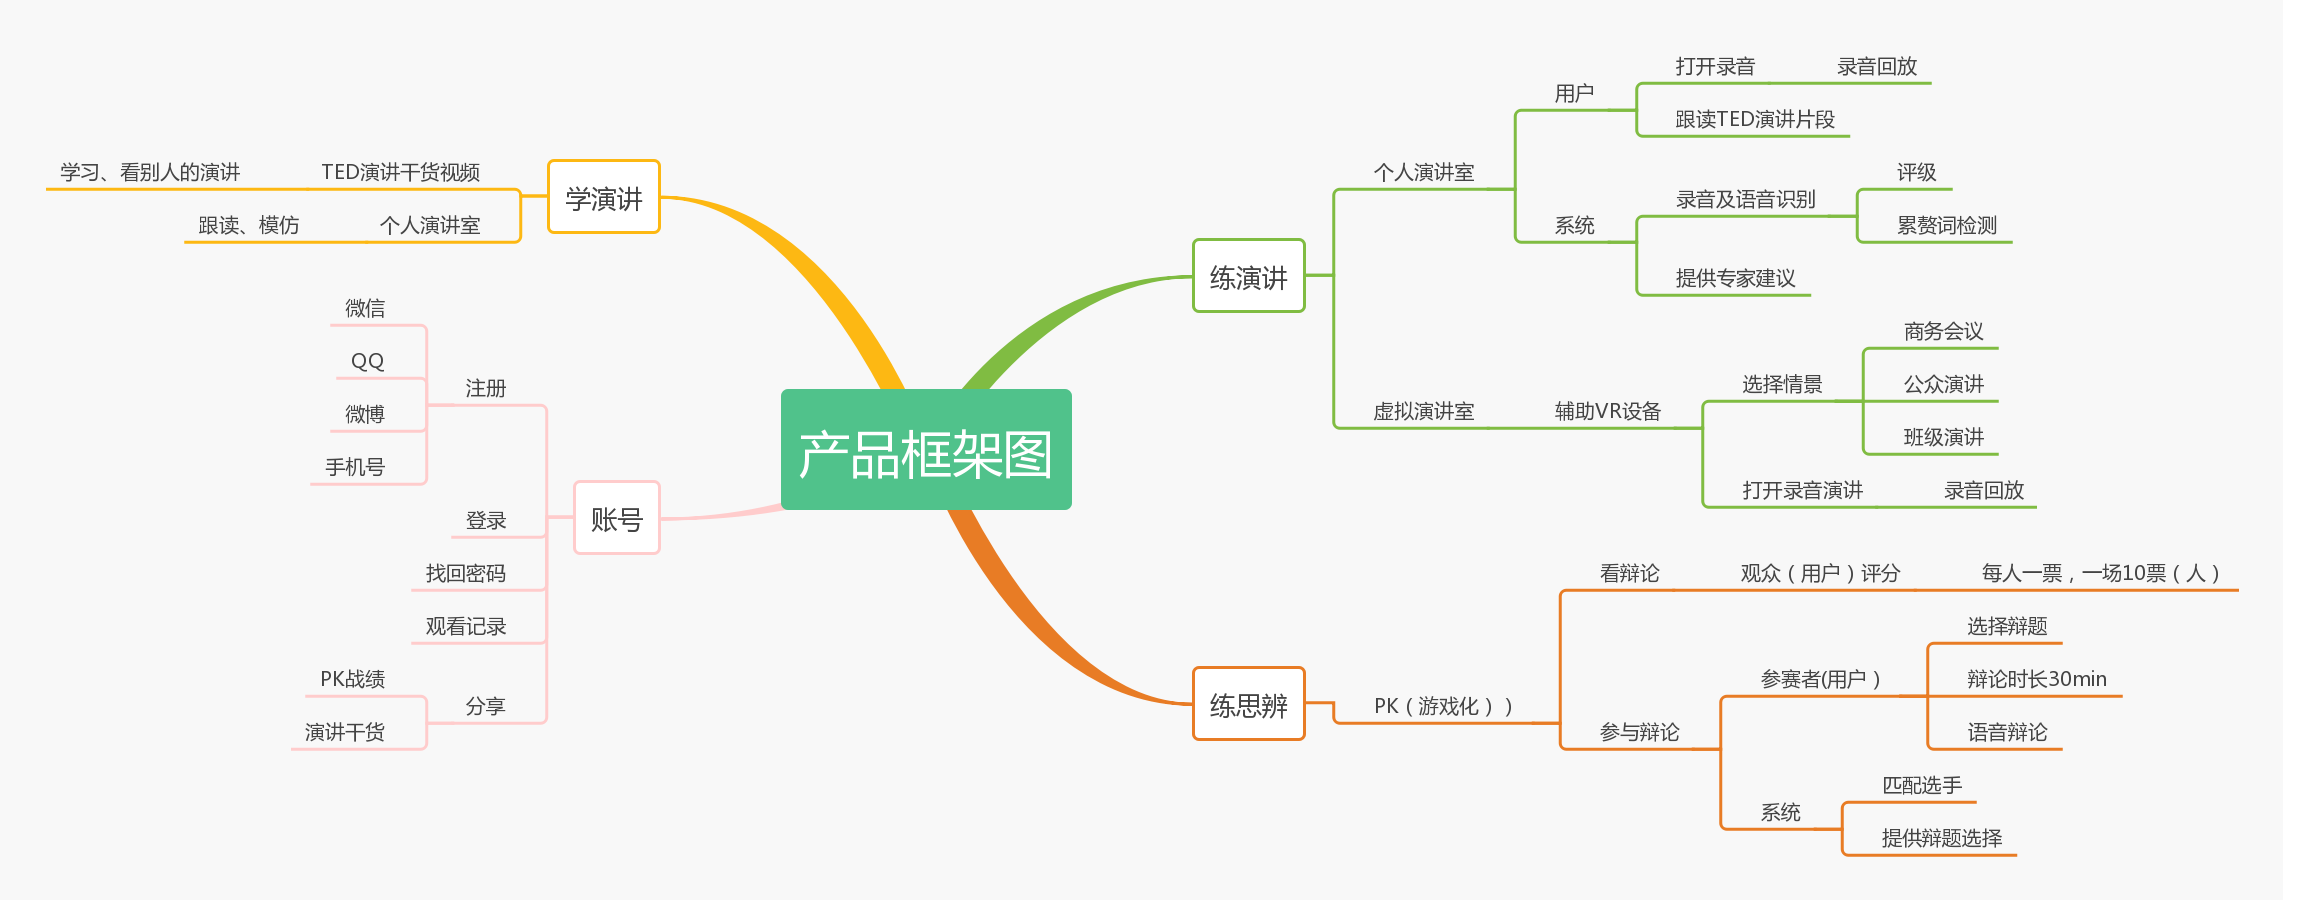 产品框架图
学演讲
TED演讲干货视频
学习、看别人的演讲
个人演讲室
跟读、模仿
账号
注册
微信
QQ
微博
手机号
登录
找回密码
观看记录
分享
PK战绩
演讲干货
练演讲
个人演讲室
用户
打开录音
录音回放
跟读TED演讲片段
系统
录音及语音识别
评级
累赘词检测
提供专家建议
虚拟演讲室
辅助VR设备
选择情景
商务会议
公众演讲
班级演讲
打开录音演讲
录音回放
练思辨
PK（游戏化））
看辩论
观众（用户）评分
每人一票，一场10票（人）
参与辩论
参赛者(用户）
选择辩题
辩论时长30min
语音辩论
系统
匹配选手
提供辩题选择